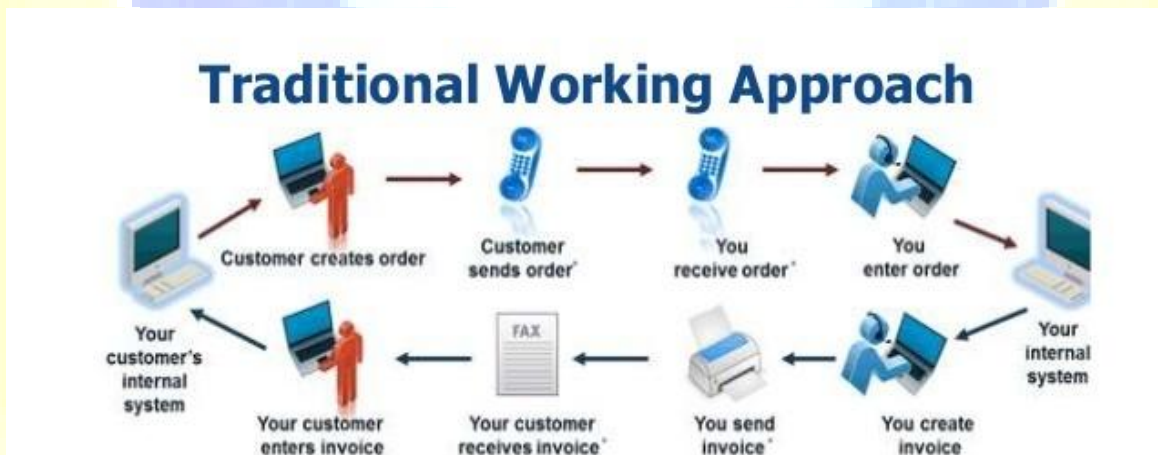 Traditional Working Approach
Customer creates order
Customer
sends order*
You
receive order*
You
enter order
Your
customer's
internal
system
Your
internal
system
FAX
Your customer
enters invoice
Your customer
receives invoice*
You send
invoice*
You create
invoice